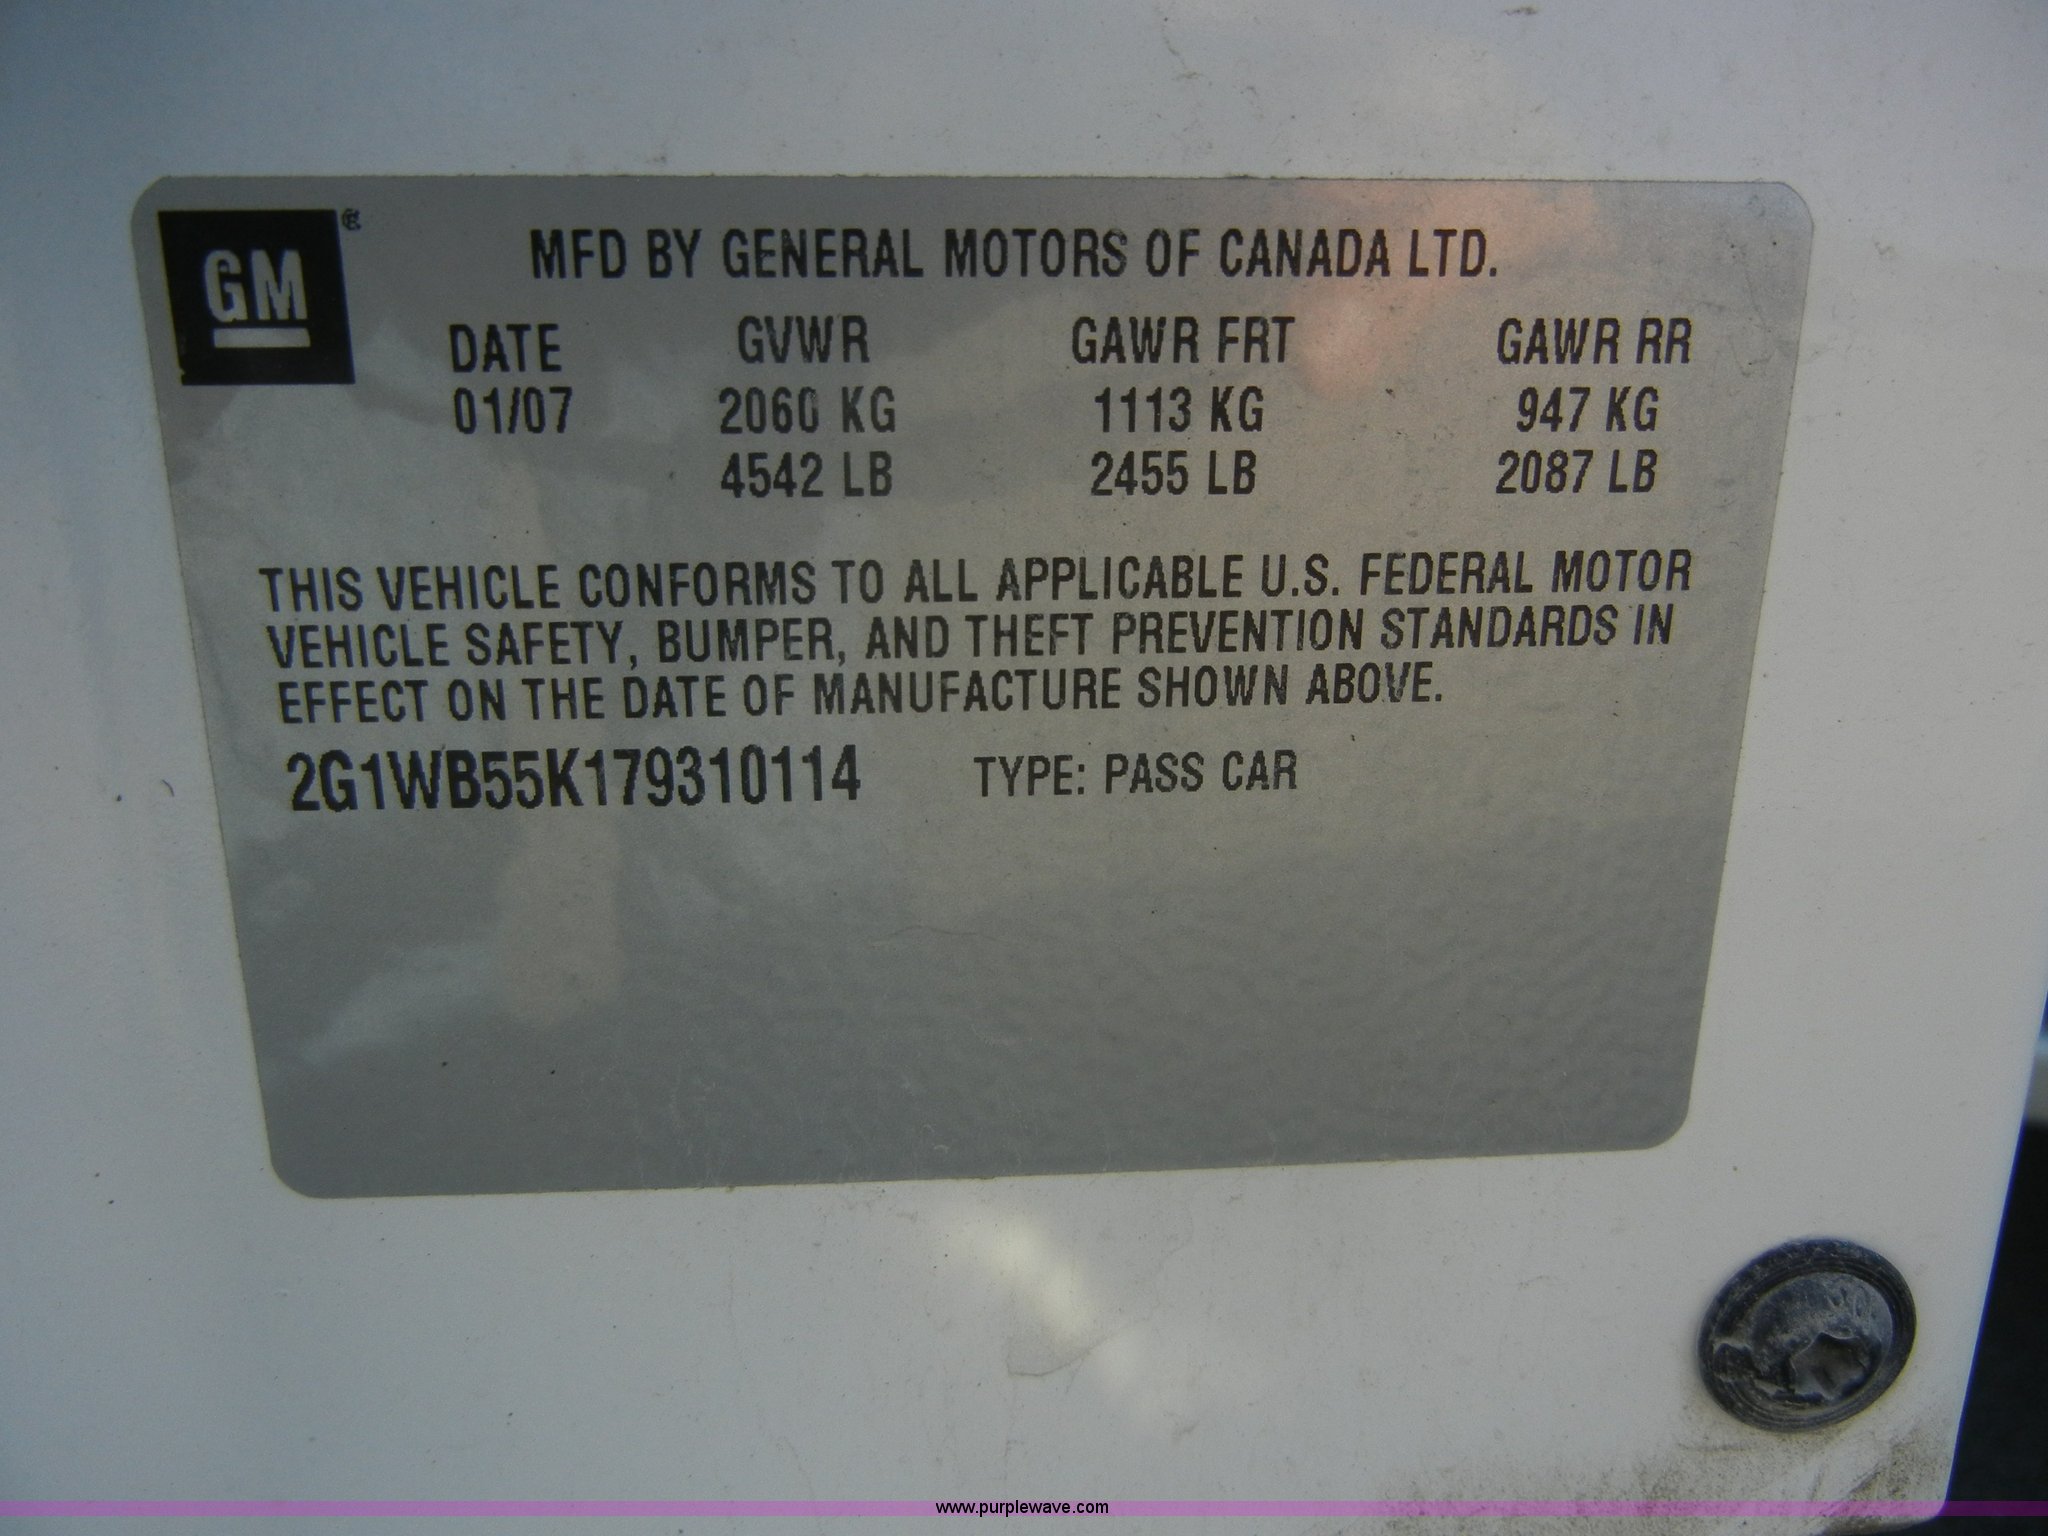 GM
MFD BY GENERAL MOTORS OF CANADA LTD.
DATE GVWR GAWR FRT GAWR RR
01/07 2060 KG 1113 KG 947 KG
4542 LB 2455 LB 2087 LB
THIS VEHICLE CONFORMS TO ALL APPLICABLE U.S. FEDERAL MOTOR
VEHICLE SAFETY, BUMPER, AND THEFT PREVENTION STANDARDS IN
EFFECT ON THE DATE OF MANUFACTURE SHOWN ABOVE.
2G1WB55K179310114 TYPE: PASS CAR
www.purplewave.com